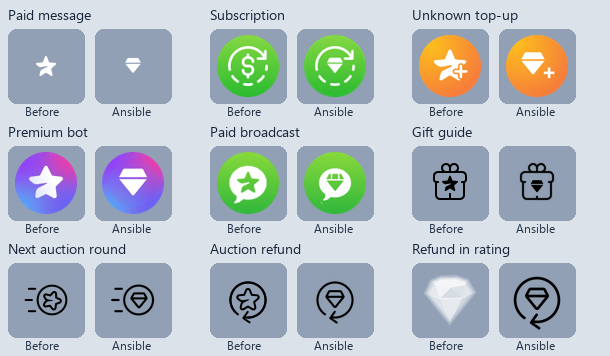 Paid message
Subscription
Unknown top-up
$
Before
Ansible
Before
Ansible
Before
Ansible
Premium bot
Paid broadcast
Gift guide
Before
Ansible
Before
Ansible
Before
Ansible
Next auction round
Auction refund
Refund in rating
Before
Ansible
Before
Ansible
Before
Ansible